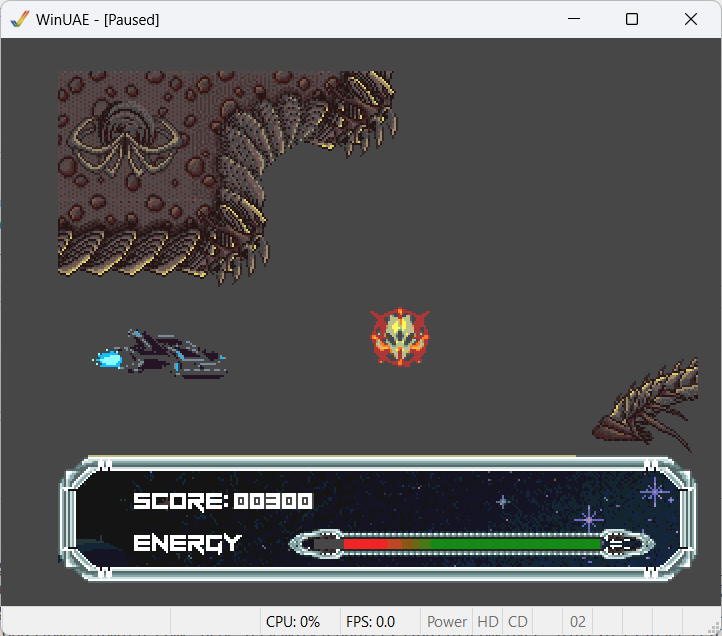 WinUAE - [Paused]
SCORE: 00300
ENERGY
CPU: 0% FPS: 0.0 Power HD CD 02